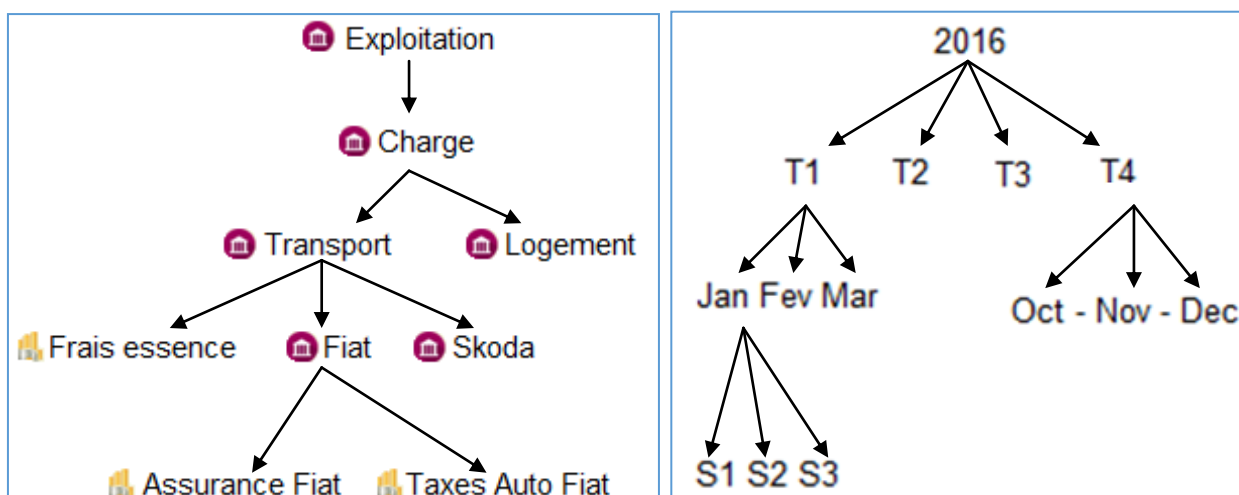 Exploitation
Charge
Transport Logement
Frais essence Fiat Skoda
Assurance Fiat Taxes Auto Fiat
2016
T1 T2 T3 T4
Jan Fev Mar
Oct - Nov - Dec
S1 S2 S3